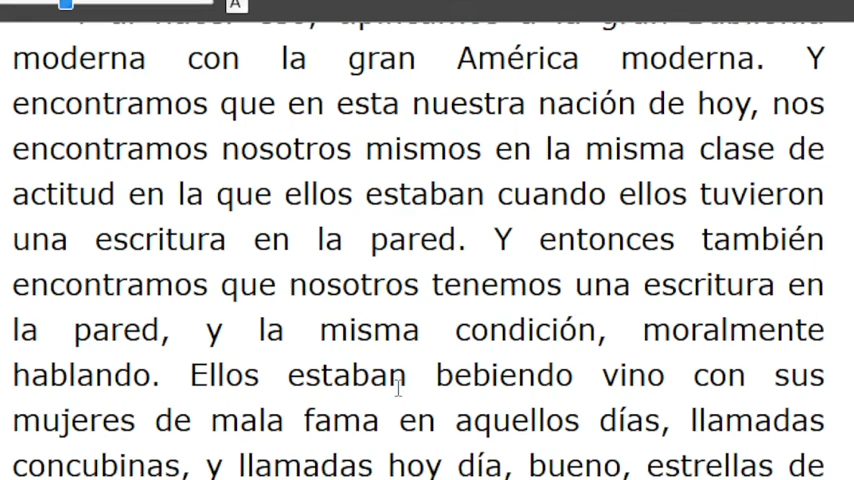 A
moderna con la gran América moderna. Y
encontramos que en esta nuestra nación de hoy, nos
encontramos nosotros mismos en la misma clase de
actitud en la que ellos estaban cuando ellos tuvieron
una escritura en la pared. Y entonces también
encontramos que nosotros tenemos una escritura en
la pared, y la misma condición, moralmente
hablando. Ellos estaban bebiendo vino con sus
mujeres de mala fama en aquellos días, llamadas
concubinas, y llamadas hoy día, bueno, estrellas de